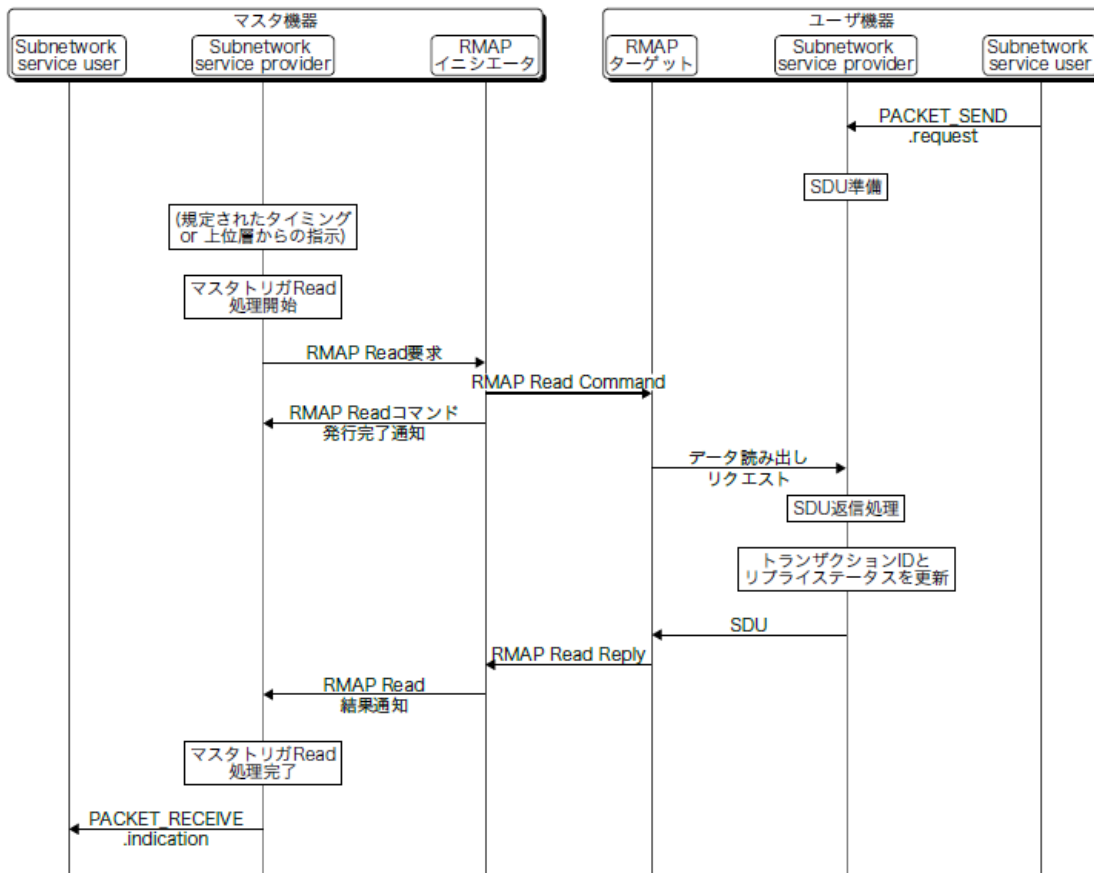 マスタ機器
ユーザ機器
Subnetwork
service user
Subnetwork
service provider
RMAP
イニシエータ
RMAP
ターゲット
Subnetwork
service provider
Subnetwork
service user
PACKET_SEND
.request
SDU準備
(規定されたタイミング
or 上位層からの指示)
マスタトリガRead
処理開始
RMAP Read要求
RMAP Read Command
RMAP Readコマンド
発行完了通知
データ読み出し
リクエスト
SDU返信処理
トランザクションIDと
リプライステータスを更新
SDU
RMAP Read Reply
RMAP Read
結果通知
マスタトリガRead
処理完了
PACKET_RECEIVE
.indication